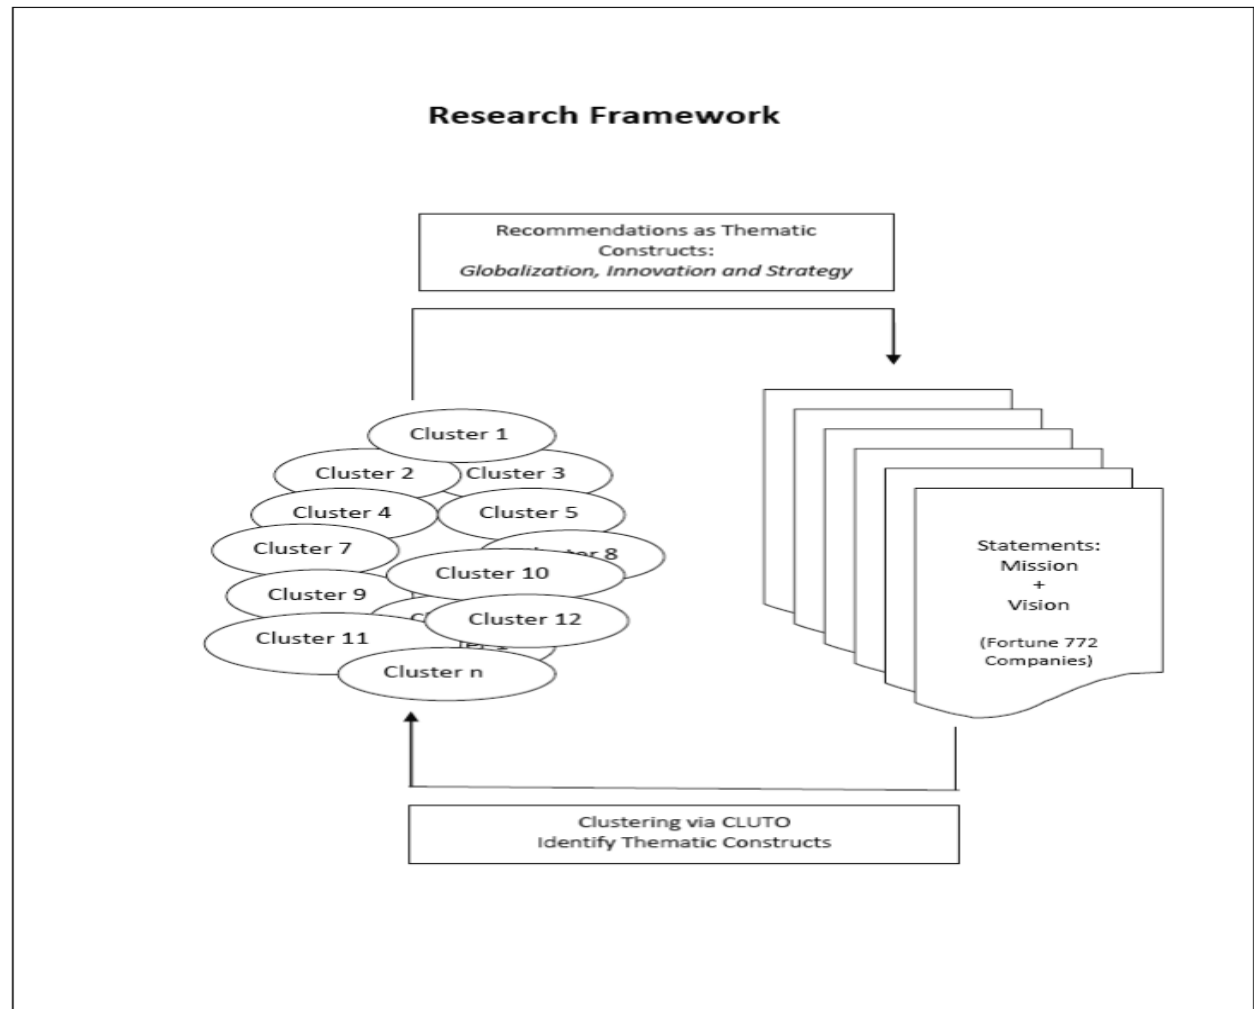 Research Framework
Recommendations as Thematic
Constructs:
Globalization, Innovation and Strategy
Cluster 1
Cluster 2
Cluster 3
Cluster 4
Cluster 5
Cluster 7
8
Cluster 10
Cluster 9
Cluster 12
Cluster 11
Cluster n
Statements:
Mission
+
Vision
(Fortune 772
Companies)
Clustering via CLUTO
Identify Thematic Constructs